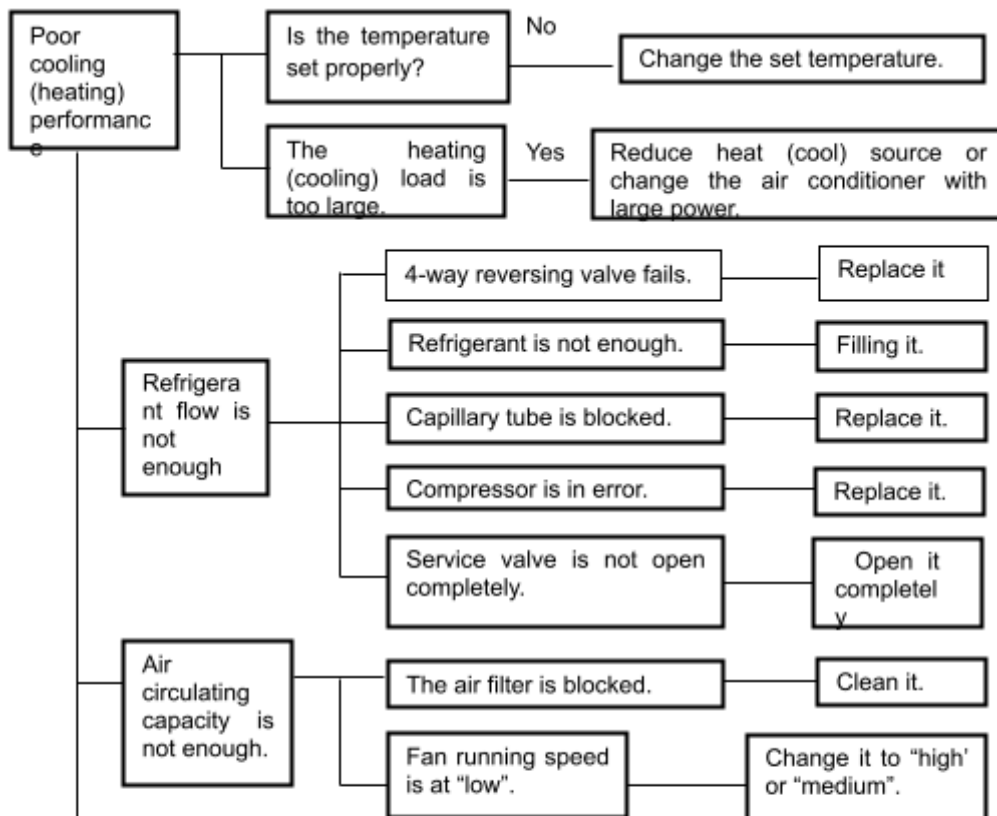 Poor
cooling
(heating)
performanc
e
Is the temperature
set properly?
No
Change the set temperature.
The heating
(cooling) load is
too large.
Yes
Reduce heat (cool) source or
change the air conditioner with
large power.
Refrigera
nt flow is
not
enough
4-way reversing valve fails.
Replace it
Refrigerant is not enough.
Filling it.
Capillary tube is blocked.
Replace it.
Compressor is in error.
Replace it.
Service valve is not open
completely.
Open it
completel
y
Air
circulating
capacity is
not enough.
The air filter is blocked.
Clean it.
Fan running speed
is at “low”.
Change it to “high’
or “medium”.